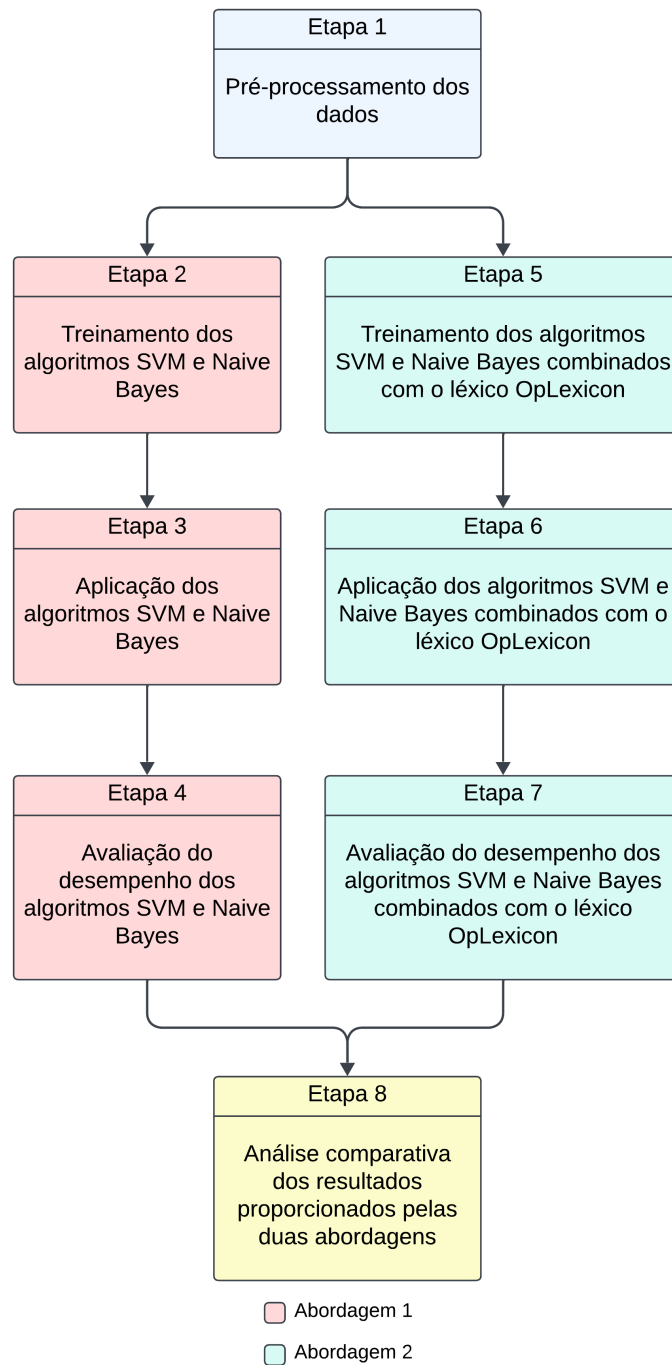 Etapa 1
Pré-processamento dos
dados
Etapa 2
Treinamento dos
algoritmos SVM e Naive
Bayes
Etapa 5
Treinamento dos algoritmos
SVM e Naive Bayes combinados
com o léxico OpLexicon
Etapa 3
Aplicação dos
algoritmos SVM e Naive
Bayes
Etapa 6
Aplicação dos algoritmos SVM e
Naive Bayes combinados com o
léxico OpLexicon
Etapa 4
Avaliação do
desempenho dos
algoritmos SVM e Naive
Bayes
Etapa 7
Avaliação do desempenho dos
algoritmos SVM e Naive Bayes
combinados com o léxico
OpLexicon
Etapa 8
Análise comparativa
dos resultados
proporcionados pelas
duas abordagens
Abordagem 1
Abordagem 2